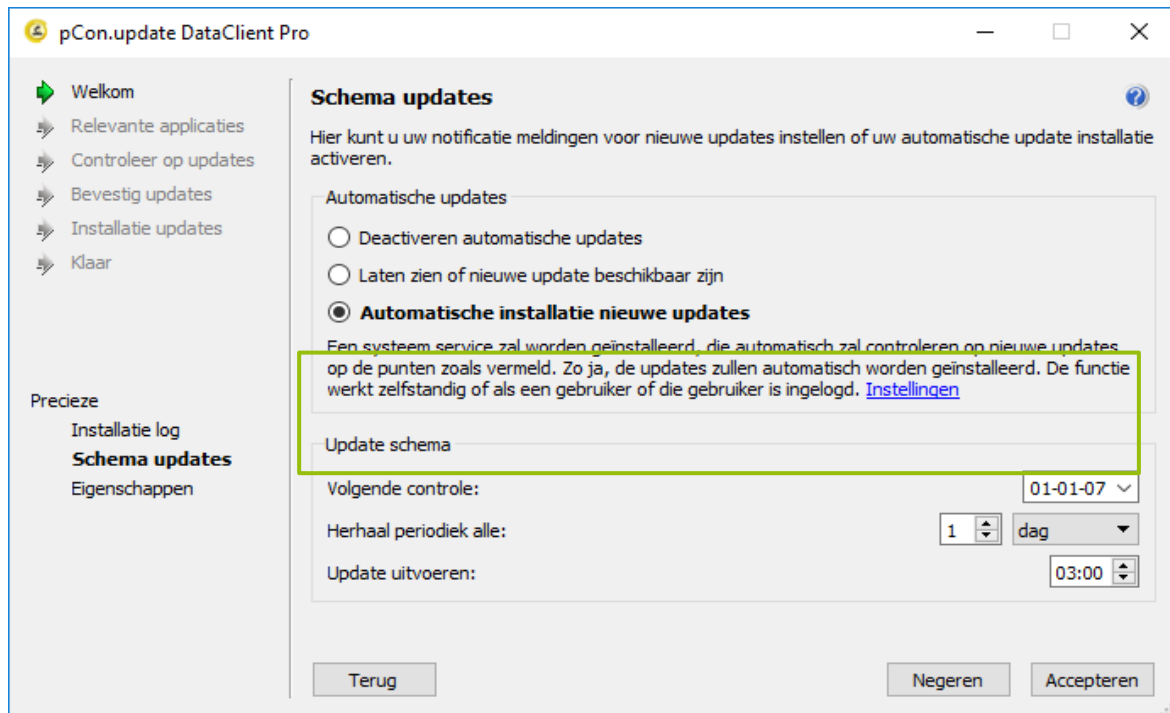 pCon.update DataClient Pro
Welkom
Relevante applicaties
Controleer op updates
Bevestig updates
Installatie updates
Klaar
Precieze
Installatie log
Schema updates
Eigenschappen
Schema updates
Hier kunt u uw notificatie meldingen voor nieuwe updates instellen of uw automatische update installatie
activeren.
Automatische updates
Deactiveren automatische updates
Laten zien of nieuwe update beschikbaar zijn
Automatische installatie nieuwe updates
Een systeem service zal worden geïnstalleerd, die automatisch zal controleren op nieuwe updates
op de punten zoals vermeld. Zo ja, de updates zullen automatisch worden geïnstalleerd. De functie
werkt zelfstandig of als een gebruiker of die gebruiker is ingelogd. Instellingen
Update schema
Volgende controle: 01-01-07
Herhaal periodiek alle: 1 dag
Update uitvoeren: 03:00
Terug Negeren Accepteren